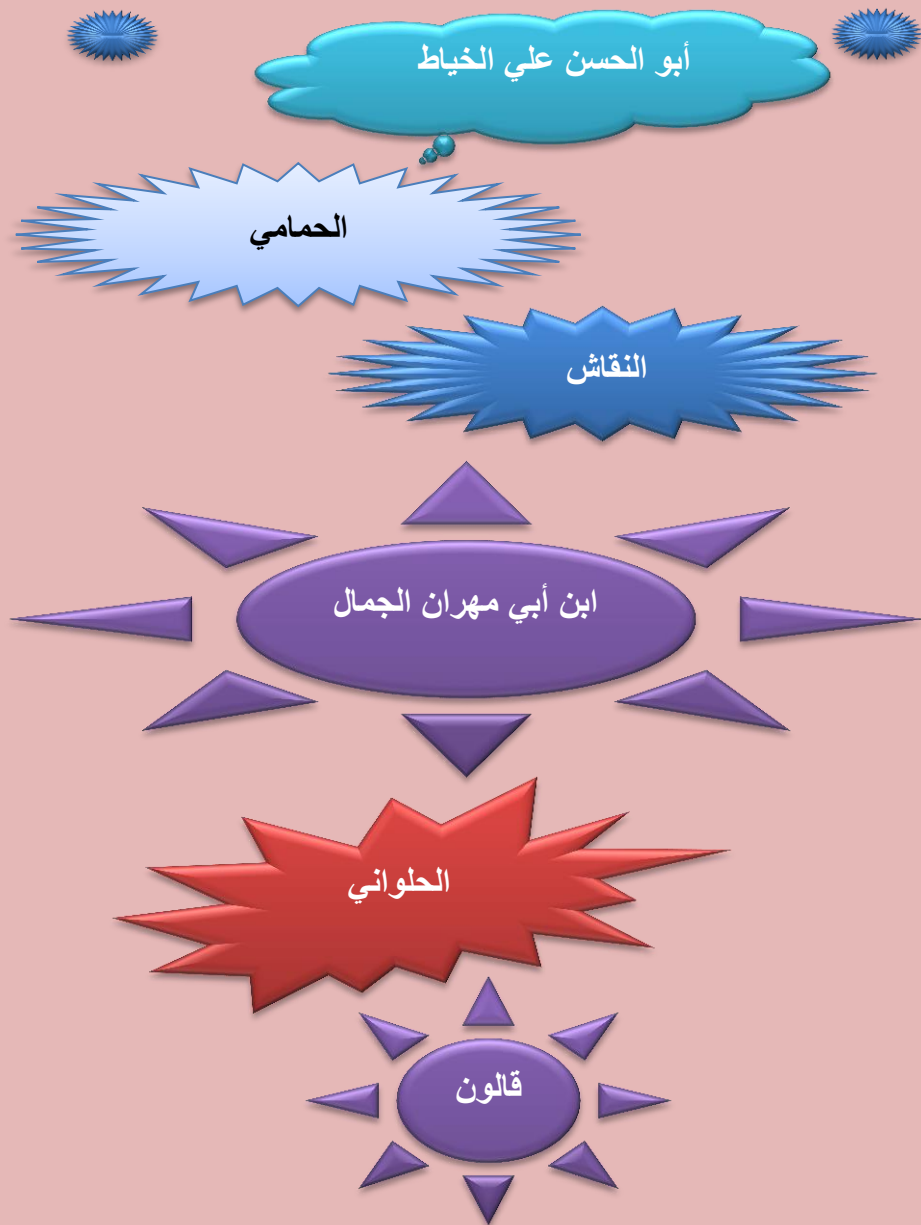 أبو الحسن علي الخياط
الحمامي
النقاش
ابن أبي مهران الجمال
الحلواني
قالون